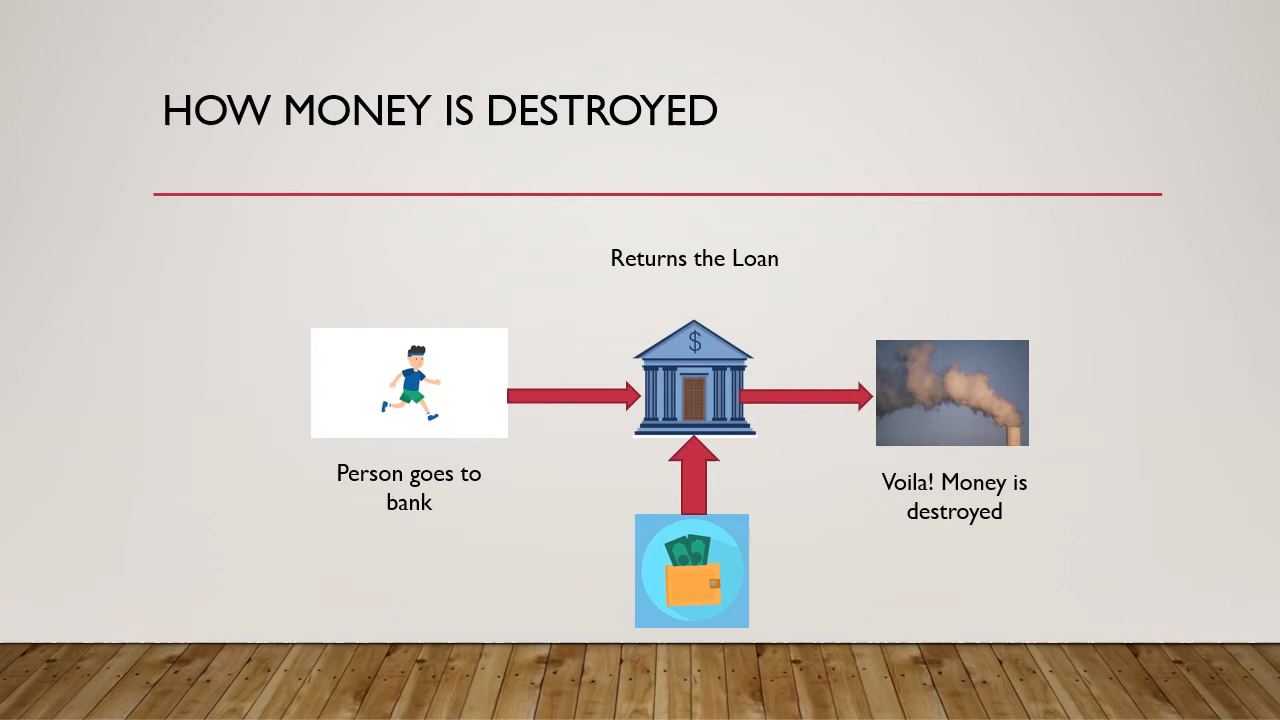 HOW MONEY IS DESTROYED
Returns the Loan
$
Person goes to
bank
Voila! Money is
destroyed